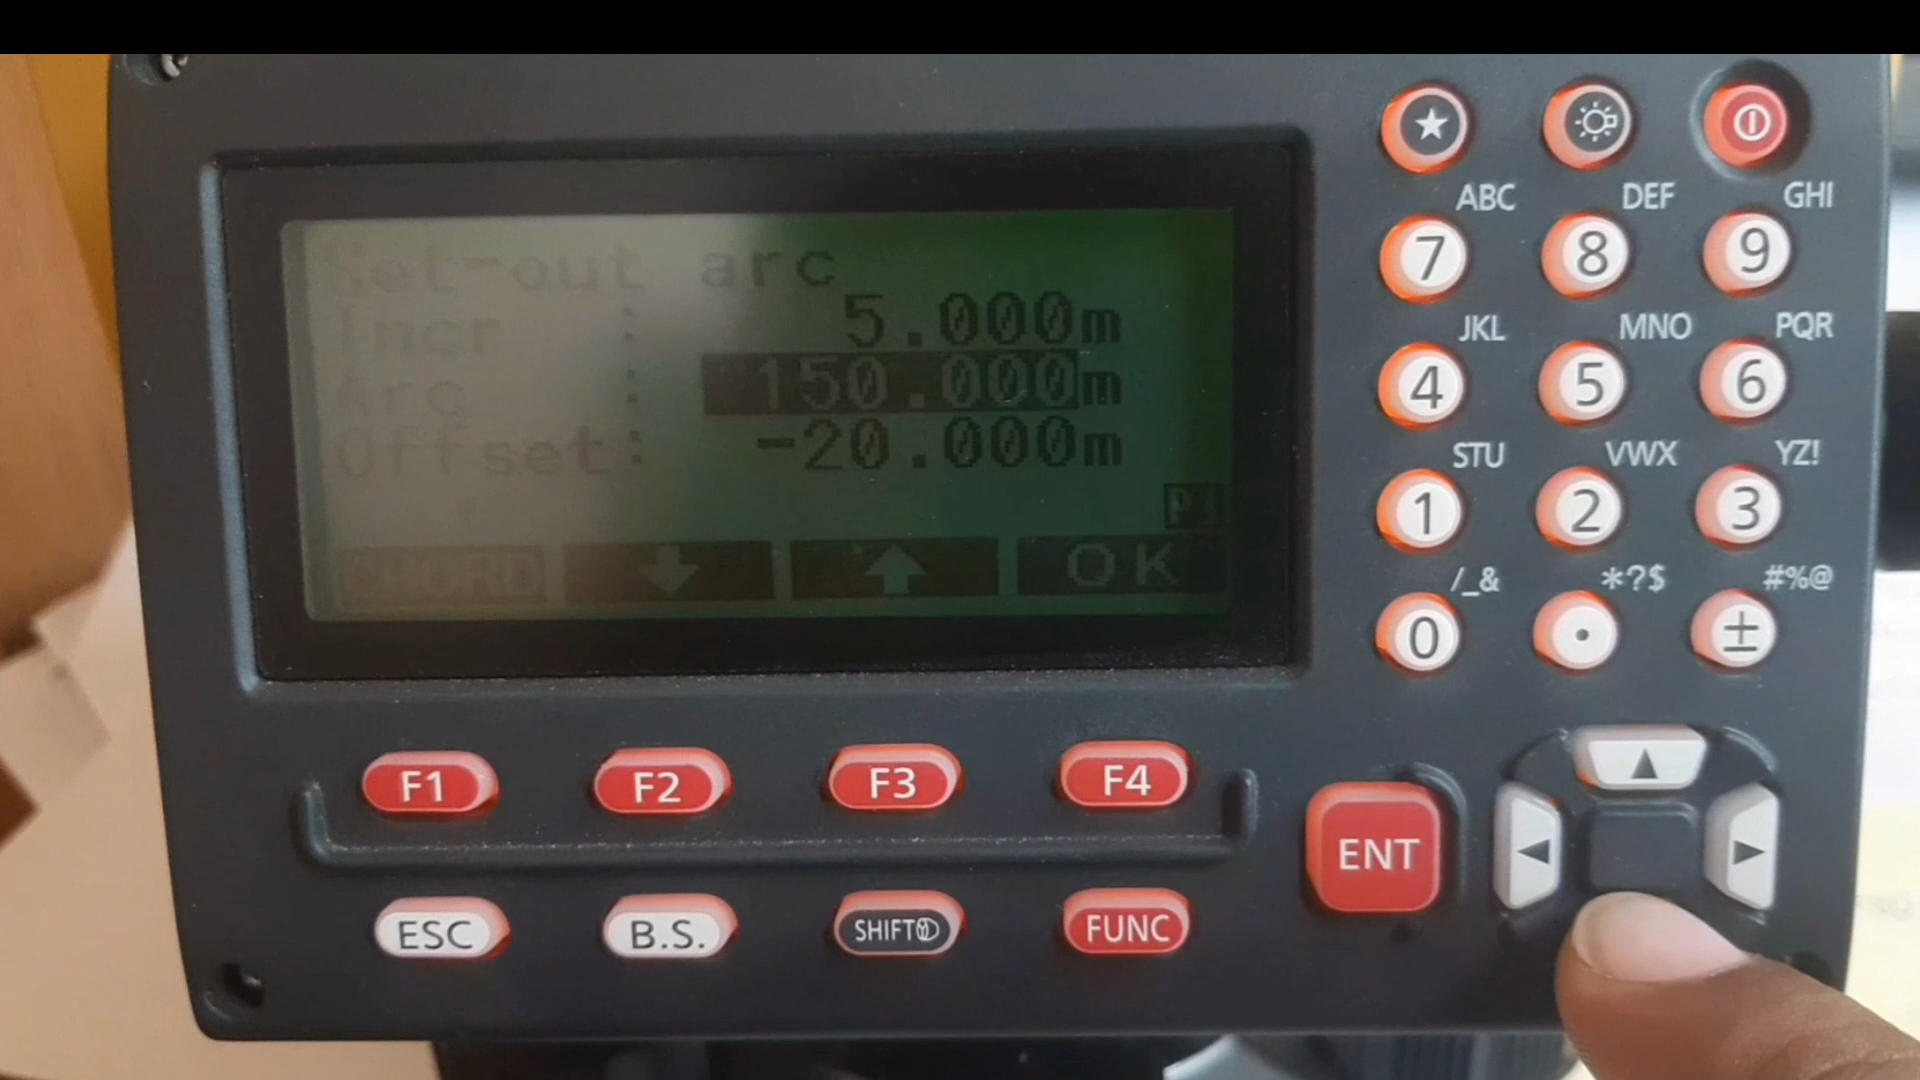 Set-out arc
Incr : 5.000m
Arc : 150.000m
Offset: -20.000m
P1
CHORD ↓ ↑ OK
★
ABC DEF GHI
7 8 9
JKL MNO PQR
4 5 6
STU VWX YZ!
1 2 3
/_& *?$ #%@
0 . ±
F1 F2 F3 F4
ENT
ESC B.S. SHIFT FUNC